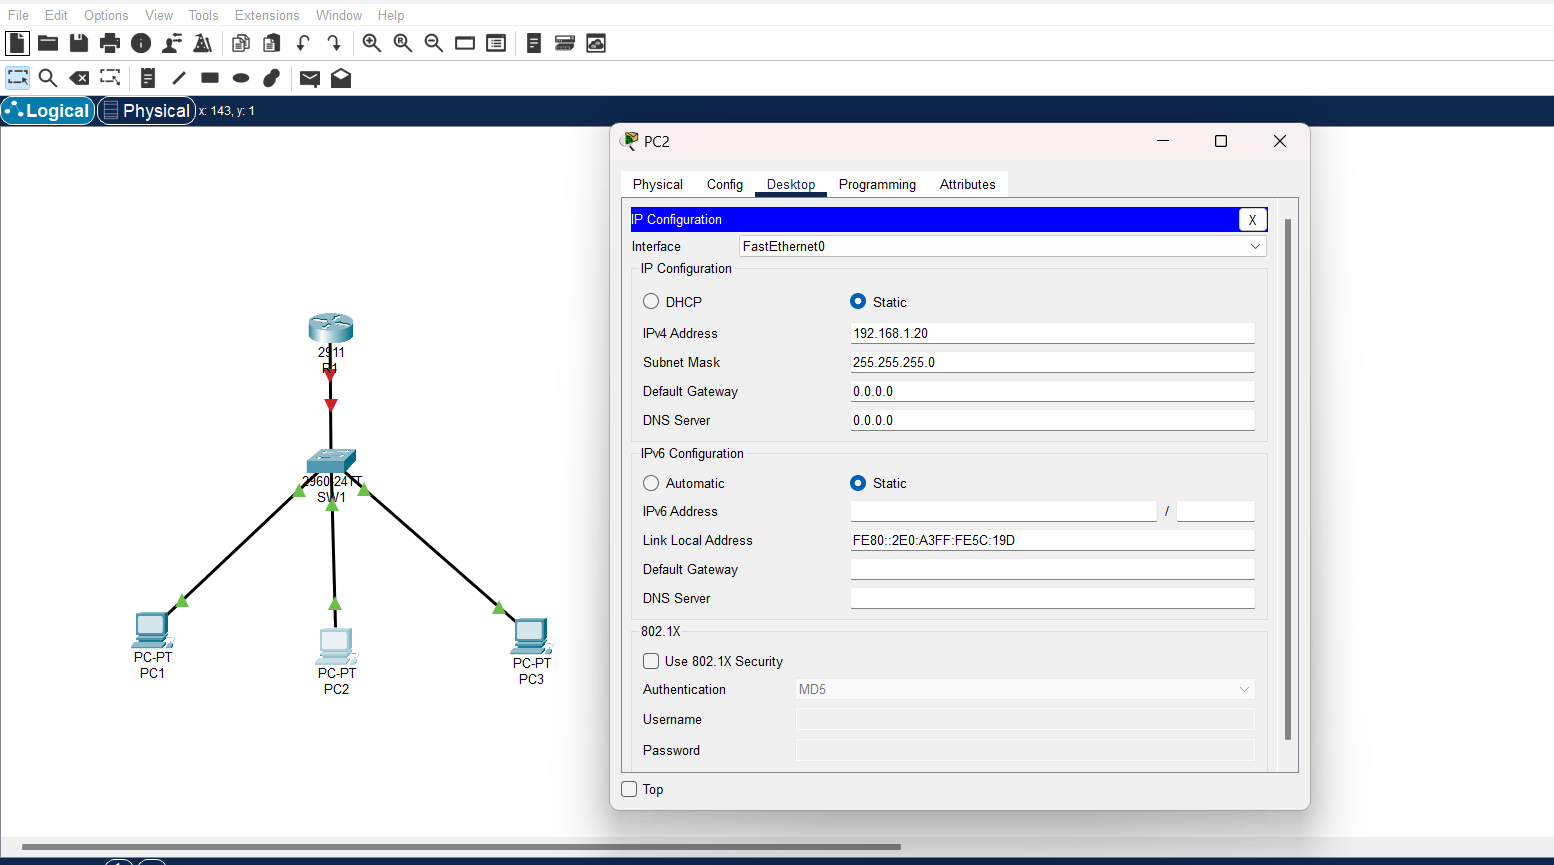 File Edit Options View Tools Extensions Window Help
Logical Physical x: 143, y: 1
2911
R1
2960-24TT
SW1
PC-PT
PC1
PC-PT
PC2
PC-PT
PC3
PC2
Physical Config Desktop Programming Attributes
IP Configuration X
Interface FastEthernet0
IP Configuration
DHCP Static
IPv4 Address 192.168.1.20
Subnet Mask 255.255.255.0
Default Gateway 0.0.0.0
DNS Server 0.0.0.0
IPv6 Configuration
Automatic Static
IPv6 Address /
Link Local Address FE80::2E0:A3FF:FE5C:19D
Default Gateway
DNS Server
802.1X
Use 802.1X Security
Authentication MD5
Username
Password
Top